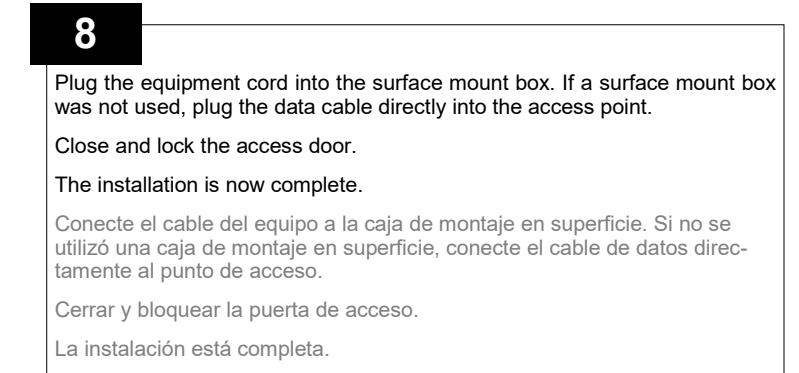 8
Plug the equipment cord into the surface mount box. If a surface mount box
was not used, plug the data cable directly into the access point.
Close and lock the access door.
The installation is now complete.
Conecte el cable del equipo a la caja de montaje en superficie. Si no se
utilizó una caja de montaje en superficie, conecte el cable de datos direc-
tamente al punto de acceso.
Cerrar y bloquear la puerta de acceso.
La instalación está completa.